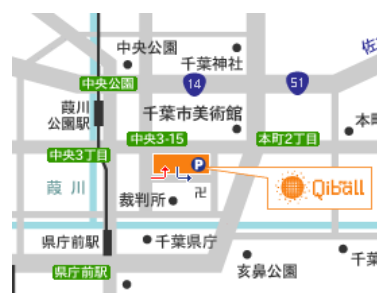 中央公園
千葉神社
佐
中央公園
14
51
葭川
公園駅
千葉市美術館
本町
中央3-15
本町2丁目
中央3丁目
P
Qiball
葭川
裁判所
卍
県庁前駅
千葉県庁
千葉
県庁前駅
亥鼻公園